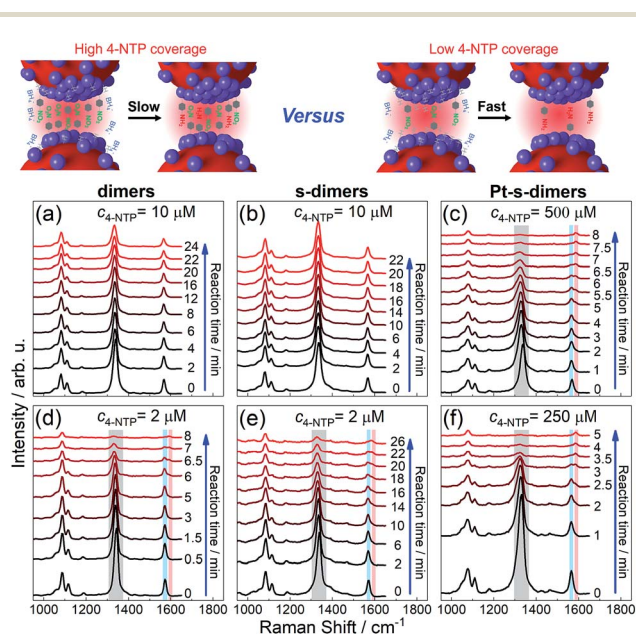 High 4-NTP coverage
Low 4-NTP coverage
Slow
Versus
Fast
BH₄⁻
NO₂
O₂N
NH₂
H₂N
dimers
s-dimers
Pt-s-dimers
(a) c4-NTP= 10 μM
24
22
20
16
12
8
6
4
2
0
Reaction time / min
(b) c4-NTP= 10 μM
22
20
18
16
14
10
6
4
2
0
Reaction time / min
(c) c4-NTP= 500 μM
8
7.5
7
6.5
6
5.5
5
4
3
2
1
0
Reaction time / min
Intensity / arb. u.
(d) c4-NTP= 2 μM
8
7
6.5
6
5
3
1.5
0.5
0
Reaction time / min
(e) c4-NTP= 2 μM
26
22
20
18
16
14
10
6
2
0
Reaction time / min
(f) c4-NTP= 250 μM
5
4
3.5
3
2.5
2
1
0
Reaction time / min
1000 1200 1400 1600 1800
1000 1200 1400 1600 1800
1000 1200 1400 1600 1800
Raman Shift / cm⁻¹